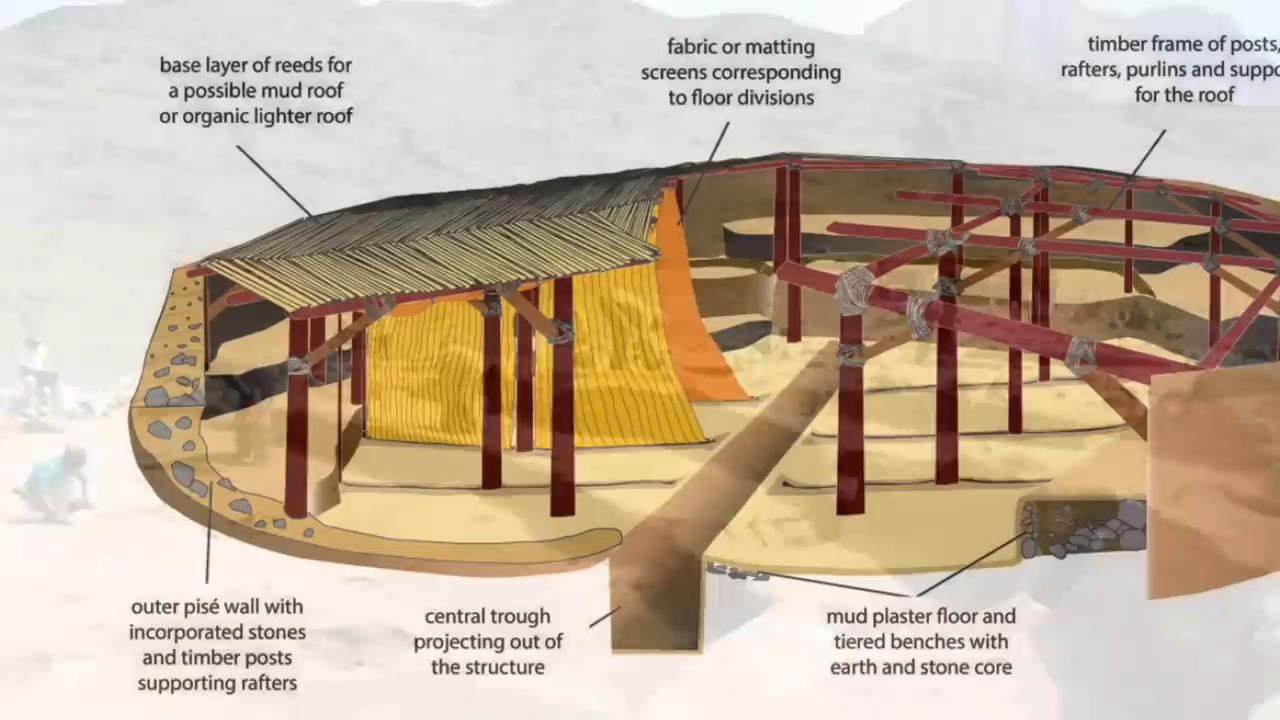 base layer of reeds for
a possible mud roof
or organic lighter roof
fabric or matting
screens corresponding
to floor divisions
timber frame of posts,
rafters, purlins and suppo
for the roof
outer pisé wall with
incorporated stones
and timber posts
supporting rafters
central trough
projecting out of
the structure
mud plaster floor and
tiered benches with
earth and stone core